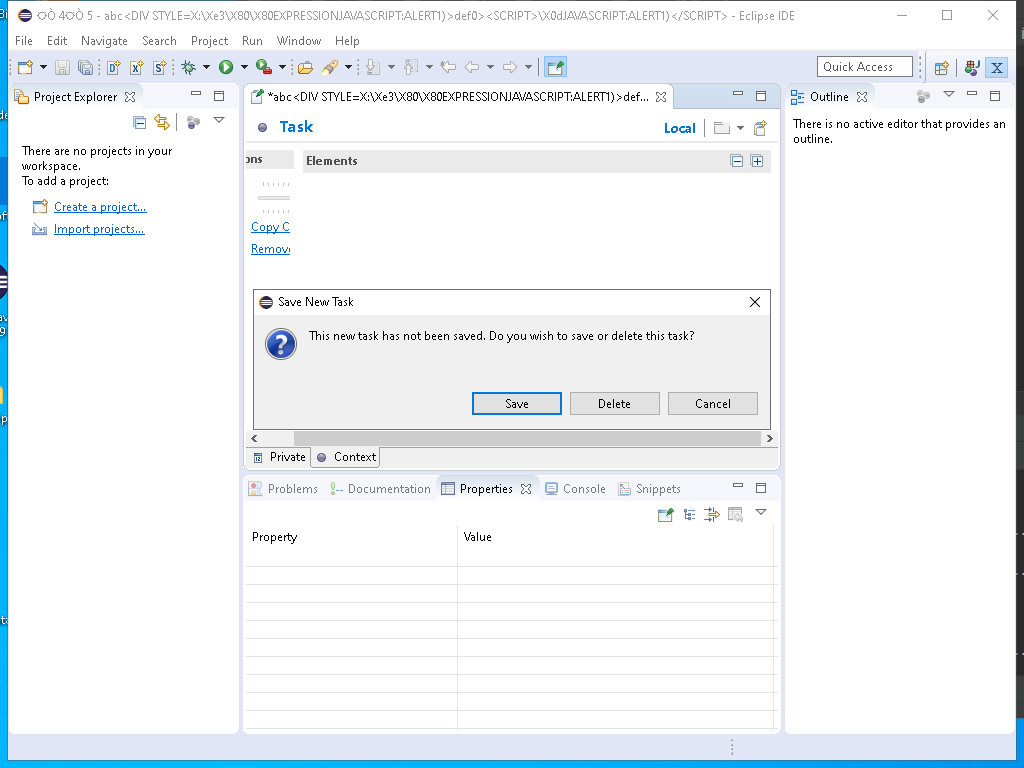 ѶÒ 4ѶÒ 5 - abc<DIV STYLE=X:\Xe3\X80\X80EXPRESSIONJAVASCRIPT:ALERT1)>def0><SCRIPT>\X0dJAVASCRIPT:ALERT1)</SCRIPT> - Eclipse IDE
File Edit Navigate Search Project Run Window Help
Quick Access
Project Explorer
*abc<DIV STYLE=X:\Xe3\X80\X80EXPRESSIONJAVASCRIPT:ALERT1)>def...
Outline
There are no projects in your
workspace.
To add a project:
Create a project...
Import projects...
Task
Local
ons
Elements
Copy C
Remov
There is no active editor that provides an
outline.
Save New Task
This new task has not been saved. Do you wish to save or delete this task?
Save Delete Cancel
Private Context
Problems Documentation Properties Console Snippets
Property Value